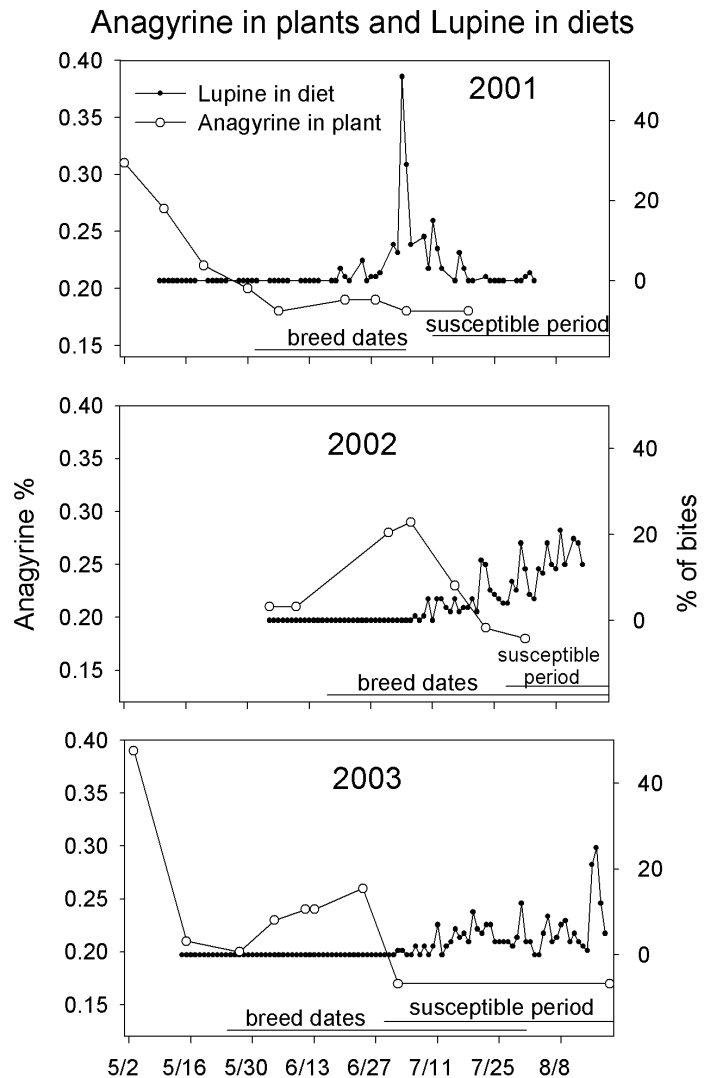 Anagyrine in plants and Lupine in diets
0.40
0.35
0.30
0.25
0.20
0.15
Lupine in diet
Anagyrine in plant
2001
40
20
0
susceptible period
breed dates
0.40
0.35
0.30
0.25
0.20
0.15
Anagyrine %
2002
40
20
0
% of bites
susceptible
period
breed dates
0.40
0.35
0.30
0.25
0.20
0.15
2003
40
20
0
susceptible period
breed dates
5/2 5/16 5/30 6/13 6/27 7/11 7/25 8/8